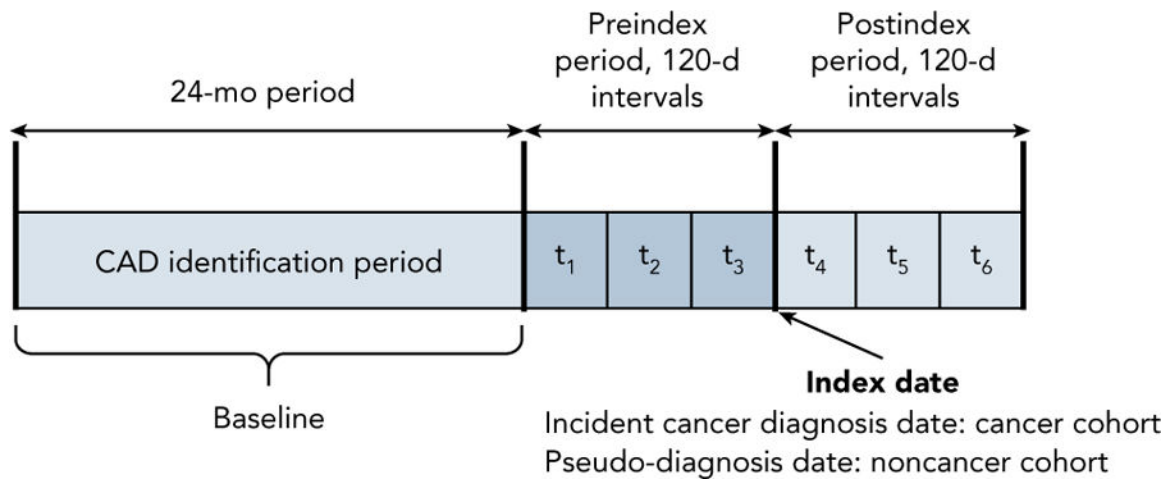 24-mo period
Preindex
period, 120-d
intervals
Postindex
period, 120-d
intervals
CAD identification period
t₁
t₂
t₃
t₄
t₅
t₆
Baseline
Index date
Incident cancer diagnosis date: cancer cohort
Pseudo-diagnosis date: noncancer cohort